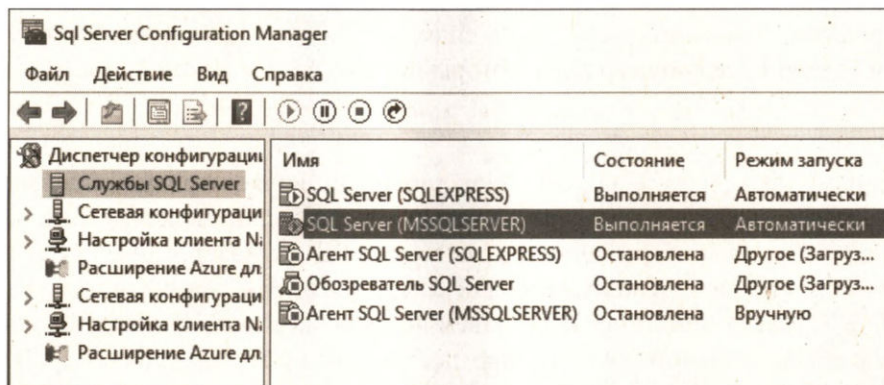 Sql Server Configuration Manager
Файл Действие Вид Справка
Диспетчер конфигурации
Службы SQL Server
Сетевая конфигураци
Настройка клиента Na
Расширение Azure дл
Сетевая конфигураци
Настройка клиента Na
Расширение Azure дл
Имя Состояние Режим запуска
SQL Server (SQLEXPRESS) Выполняется Автоматически
SQL Server (MSSQLSERVER) Выполняется Автоматически
Агент SQL Server (SQLEXPRESS) Остановлена Другое (Загруз...
Обозреватель SQL Server Остановлена Другое (Загруз...
Агент SQL Server (MSSQLSERVER) Остановлена Вручную